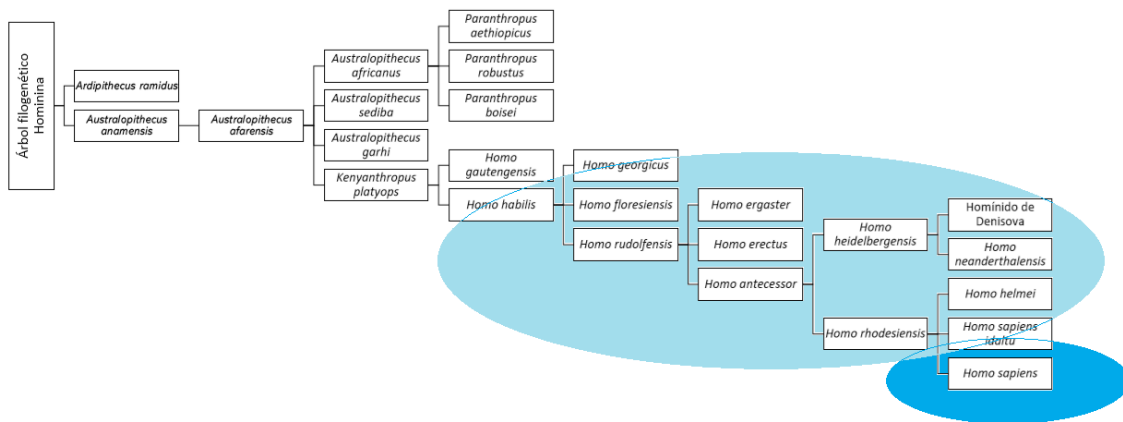 Árbol filogenético
Hominina
Ardipithecus ramidus
Australopithecus
anamensis
Australopithecus
afarensis
Australopithecus
africanus
Australopithecus
sediba
Australopithecus
garhi
Kenyanthropus
platyops
Paranthropus
aethiopicus
Paranthropus
robustus
Paranthropus
boisei
Homo
gautengensis
Homo habilis
Homo georgicus
Homo floresiensis
Homo rudolfensis
Homo ergaster
Homo erectus
Homo antecessor
Homo
heidelbergensis
Homo rhodesiensis
Homínido de
Denisova
Homo
neanderthalensis
Homo helmei
Homo sapiens
idaltu
Homo sapiens